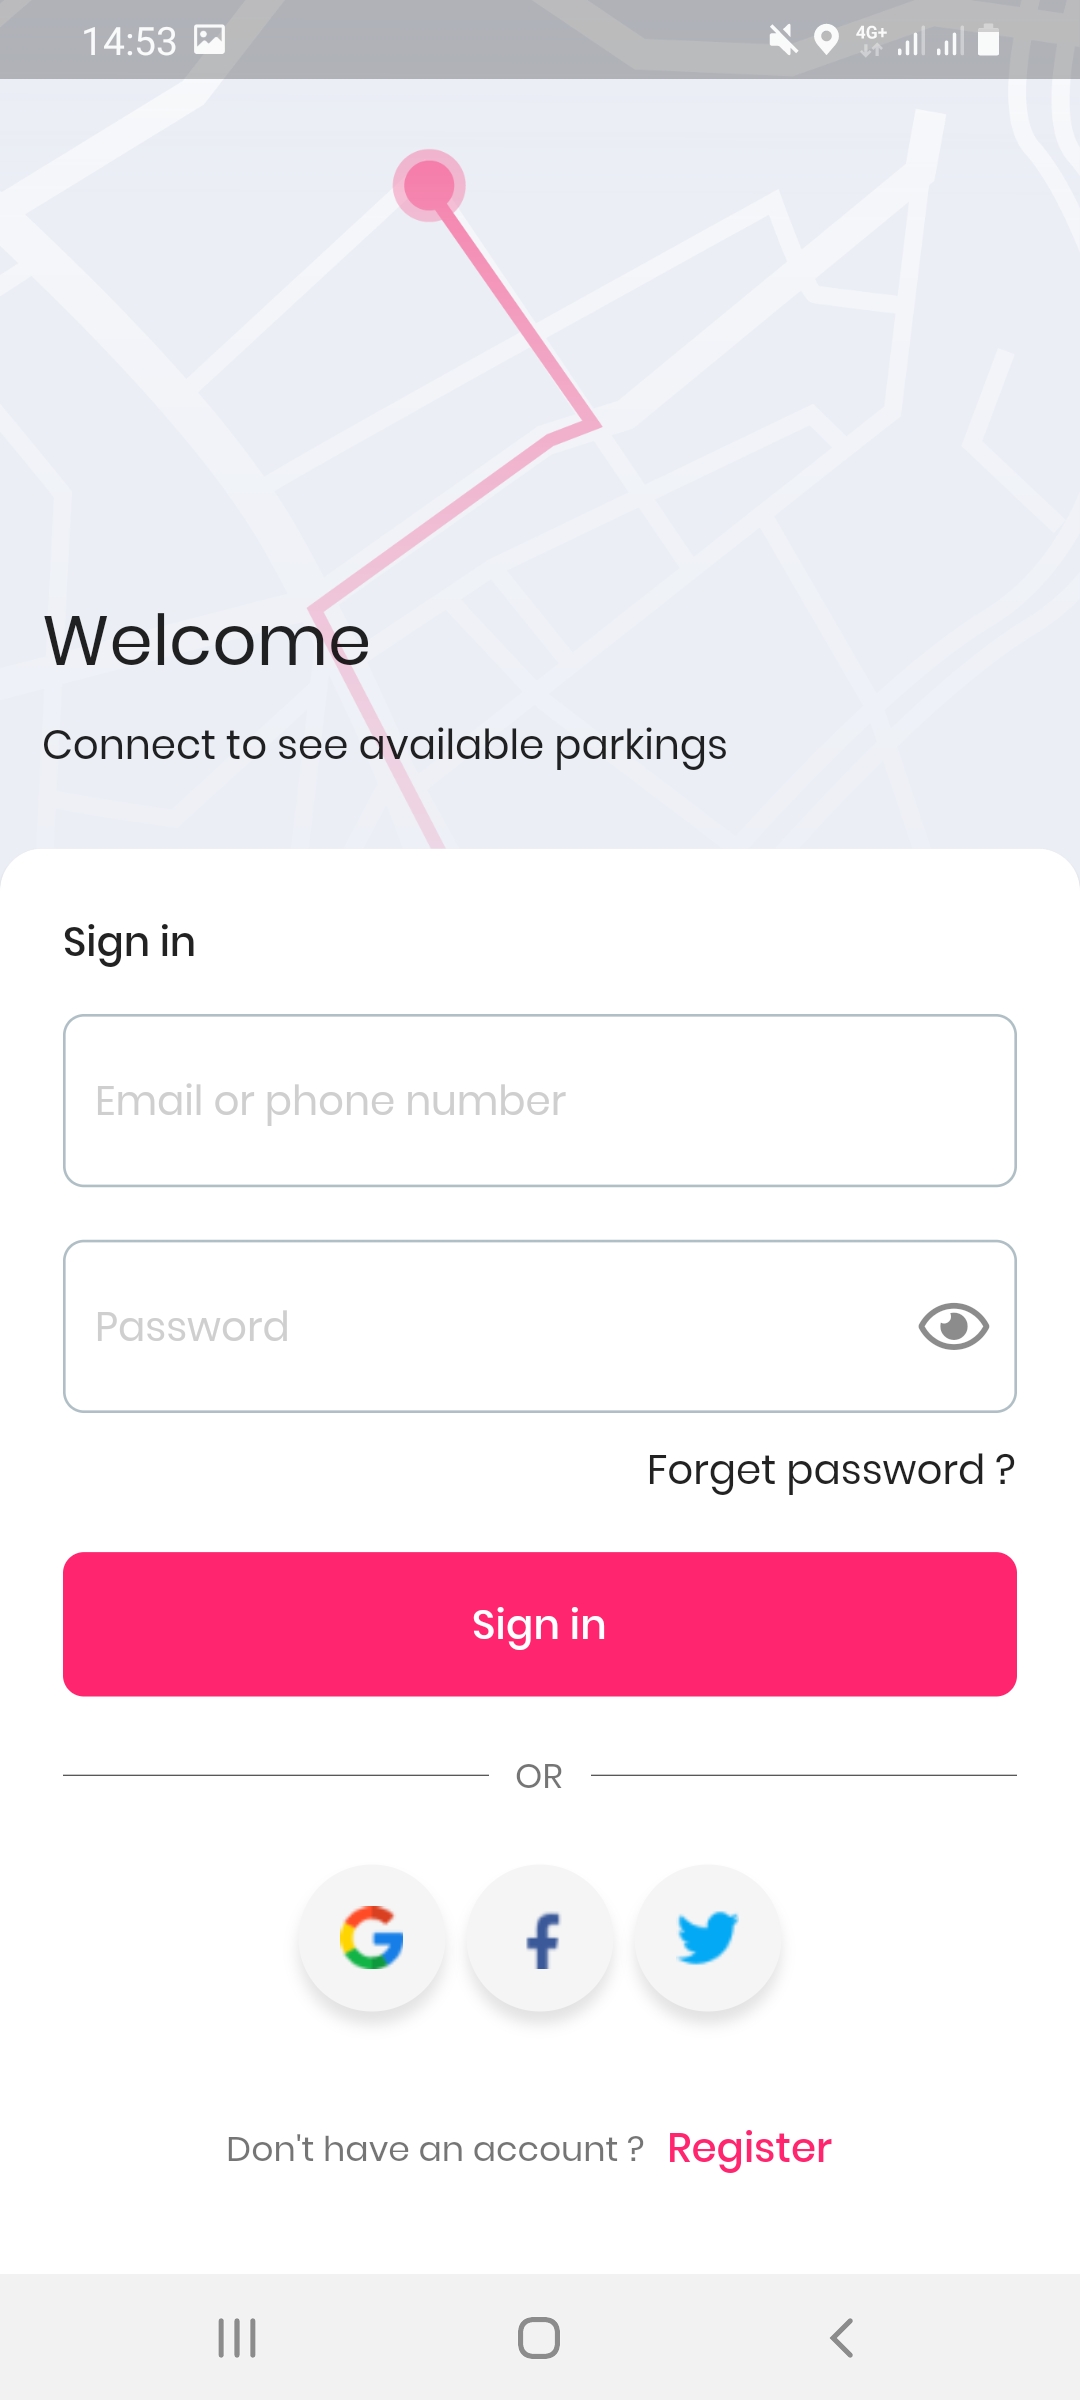 14:53
4G+
Welcome
Connect to see available parkings
Sign in
Email or phone number
Password
Forget password ?
Sign in
OR
Don't have an account ? Register